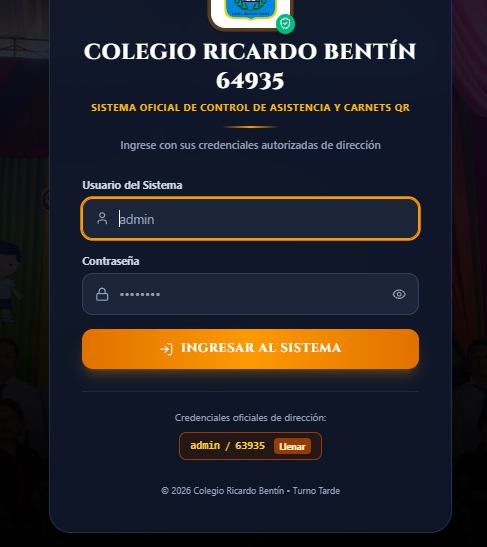 COLEGIO RICARDO BENTÍN
64935
SISTEMA OFICIAL DE CONTROL DE ASISTENCIA Y CARNETS QR
Ingrese con sus credenciales autorizadas de dirección
Usuario del Sistema
admin
Contraseña
••••••••
INGRESAR AL SISTEMA
Credenciales oficiales de dirección:
admin / 63935 Llenar
© 2026 Colegio Ricardo Bentín • Turno Tarde